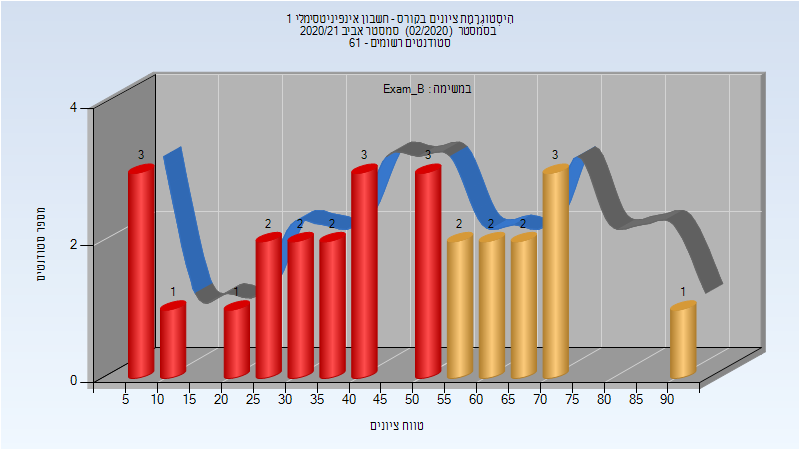 היסטוגרמת ציונים בקורס - חשבון אינפיניטסימלי 1
בסמסטר (02/2020) סמסטר אביב 2020/21
סטודנטים רשומים - 61
במשימה : Exam_B
מספר סטודנטים
4
2
0
3
1
1
2
2
2
3
3
2
2
2
3
1
5 10 15 20 25 30 35 40 45 50 55 60 65 70 75 80 85 90
טווח ציונים